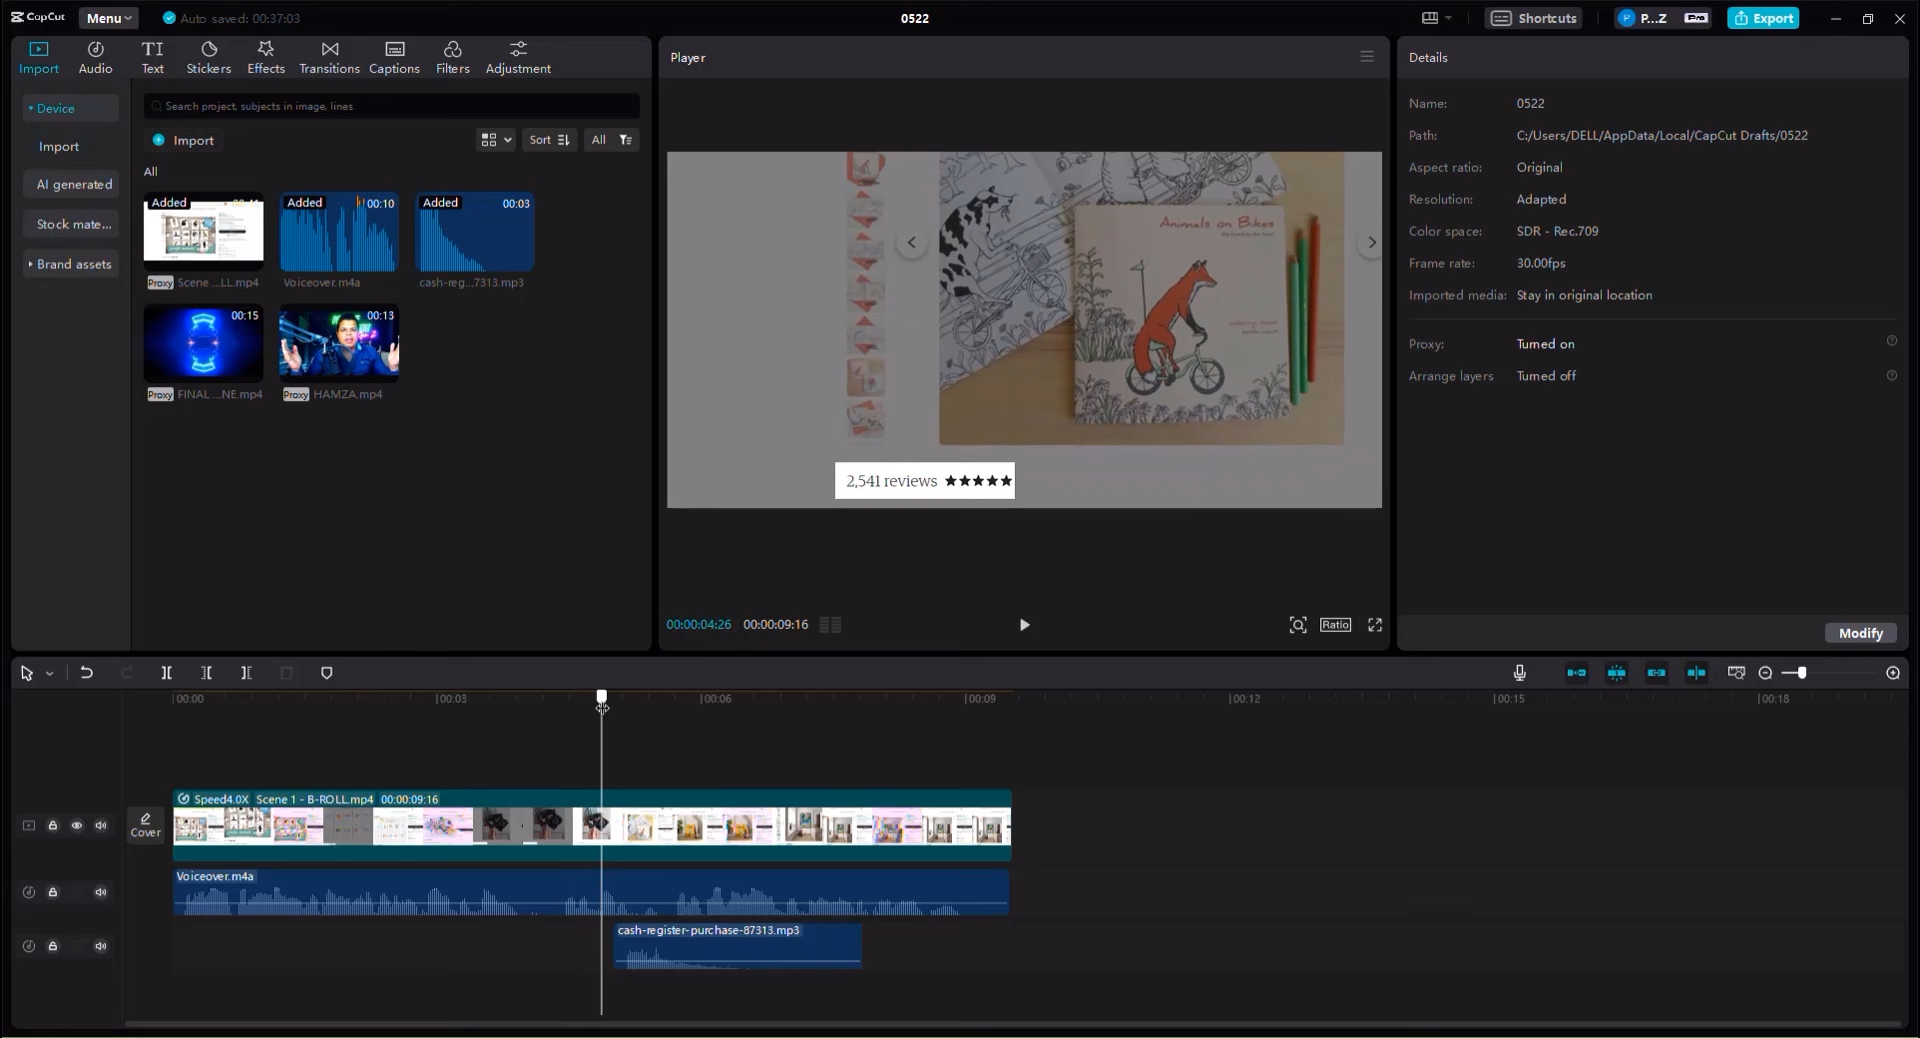 CapCut
Menu
Auto saved: 00:37:03
0522
Shortcuts
P...Z
Pro
Export
Import
Audio
Text
Stickers
Effects
Transitions
Captions
Filters
Adjustment
Device
Import
AI generated
Stock mate...
Brand assets
Search project, subjects in image, lines
Import
Sort
All
All
Added
Added 00:10
Added 00:03
Proxy Scene ...LL.mp4
Voiceover.m4a
cash-reg...7313.mp3
00:15
00:13
Proxy FINAL ...NE.mp4
Proxy HAMZA.mp4
Player
Animals on Bikes
2,541 reviews ★★★★★
00:00:04:26 00:00:09:16
Ratio
Details
Name: 0522
Path: C:/Users/DELL/AppData/Local/CapCut Drafts/0522
Aspect ratio: Original
Resolution: Adapted
Color space: SDR - Rec.709
Frame rate: 30.00fps
Imported media: Stay in original location
Proxy: Turned on
Arrange layers Turned off
Modify
00:00 00:03 00:06 00:09 00:12 00:15 00:18
Cover
Speed4.0X Scene 1 - B-ROLL.mp4 00:00:09:16
Voiceover.m4a
cash-register-purchase-87313.mp3